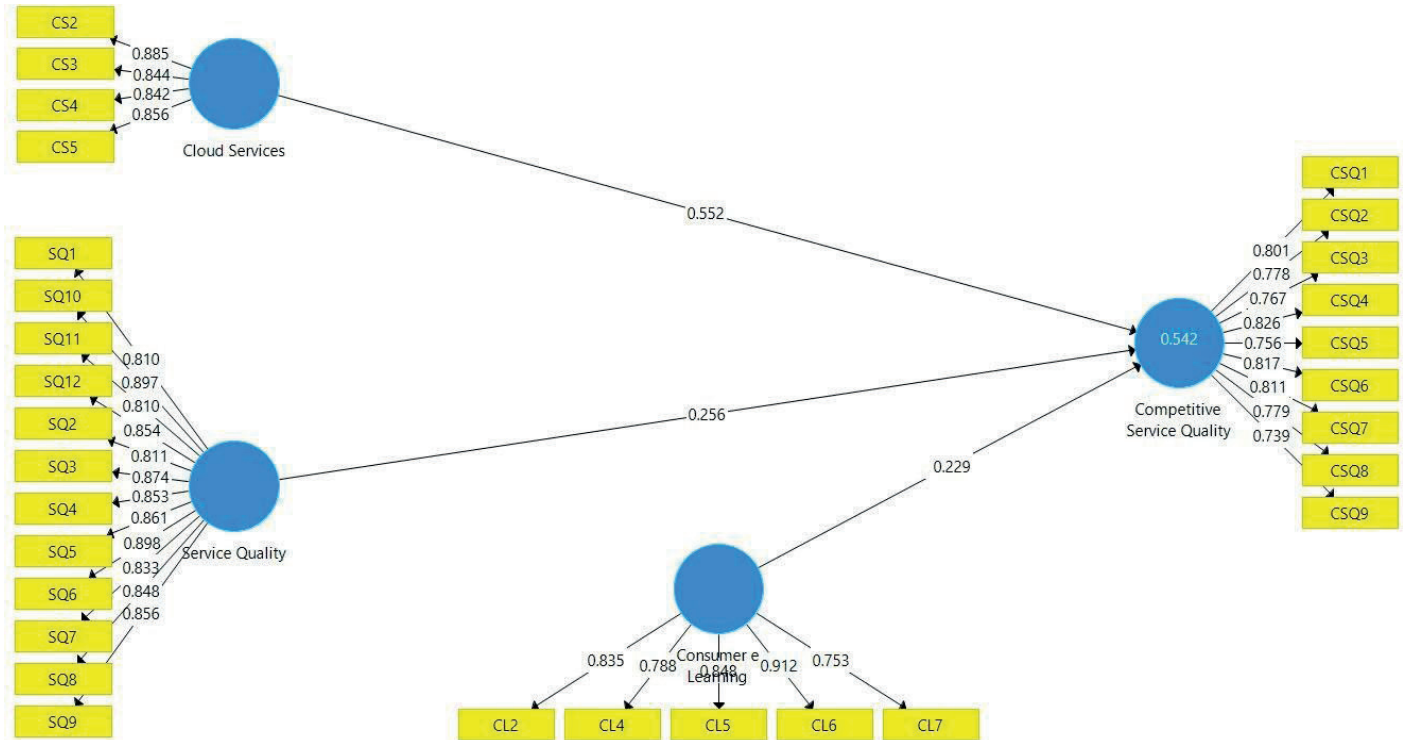 CS2
CS3
CS4
CS5
0.885
0.844
0.842
0.856
Cloud Services
0.552
SQ1
SQ10
SQ11
SQ12
SQ2
SQ3
SQ4
SQ5
SQ6
SQ7
SQ8
SQ9
0.810
0.897
0.810
0.854
0.811
0.874
0.853
0.861
0.898
0.833
0.848
0.856
Service Quality
0.256
0.229
Consumer e
Learning
0.835
0.788
0.848
0.912
0.753
CL2
CL4
CL5
CL6
CL7
0.542
Competitive
Service Quality
0.801
0.778
0.767
0.826
0.756
0.817
0.811
0.779
0.739
CSQ1
CSQ2
CSQ3
CSQ4
CSQ5
CSQ6
CSQ7
CSQ8
CSQ9